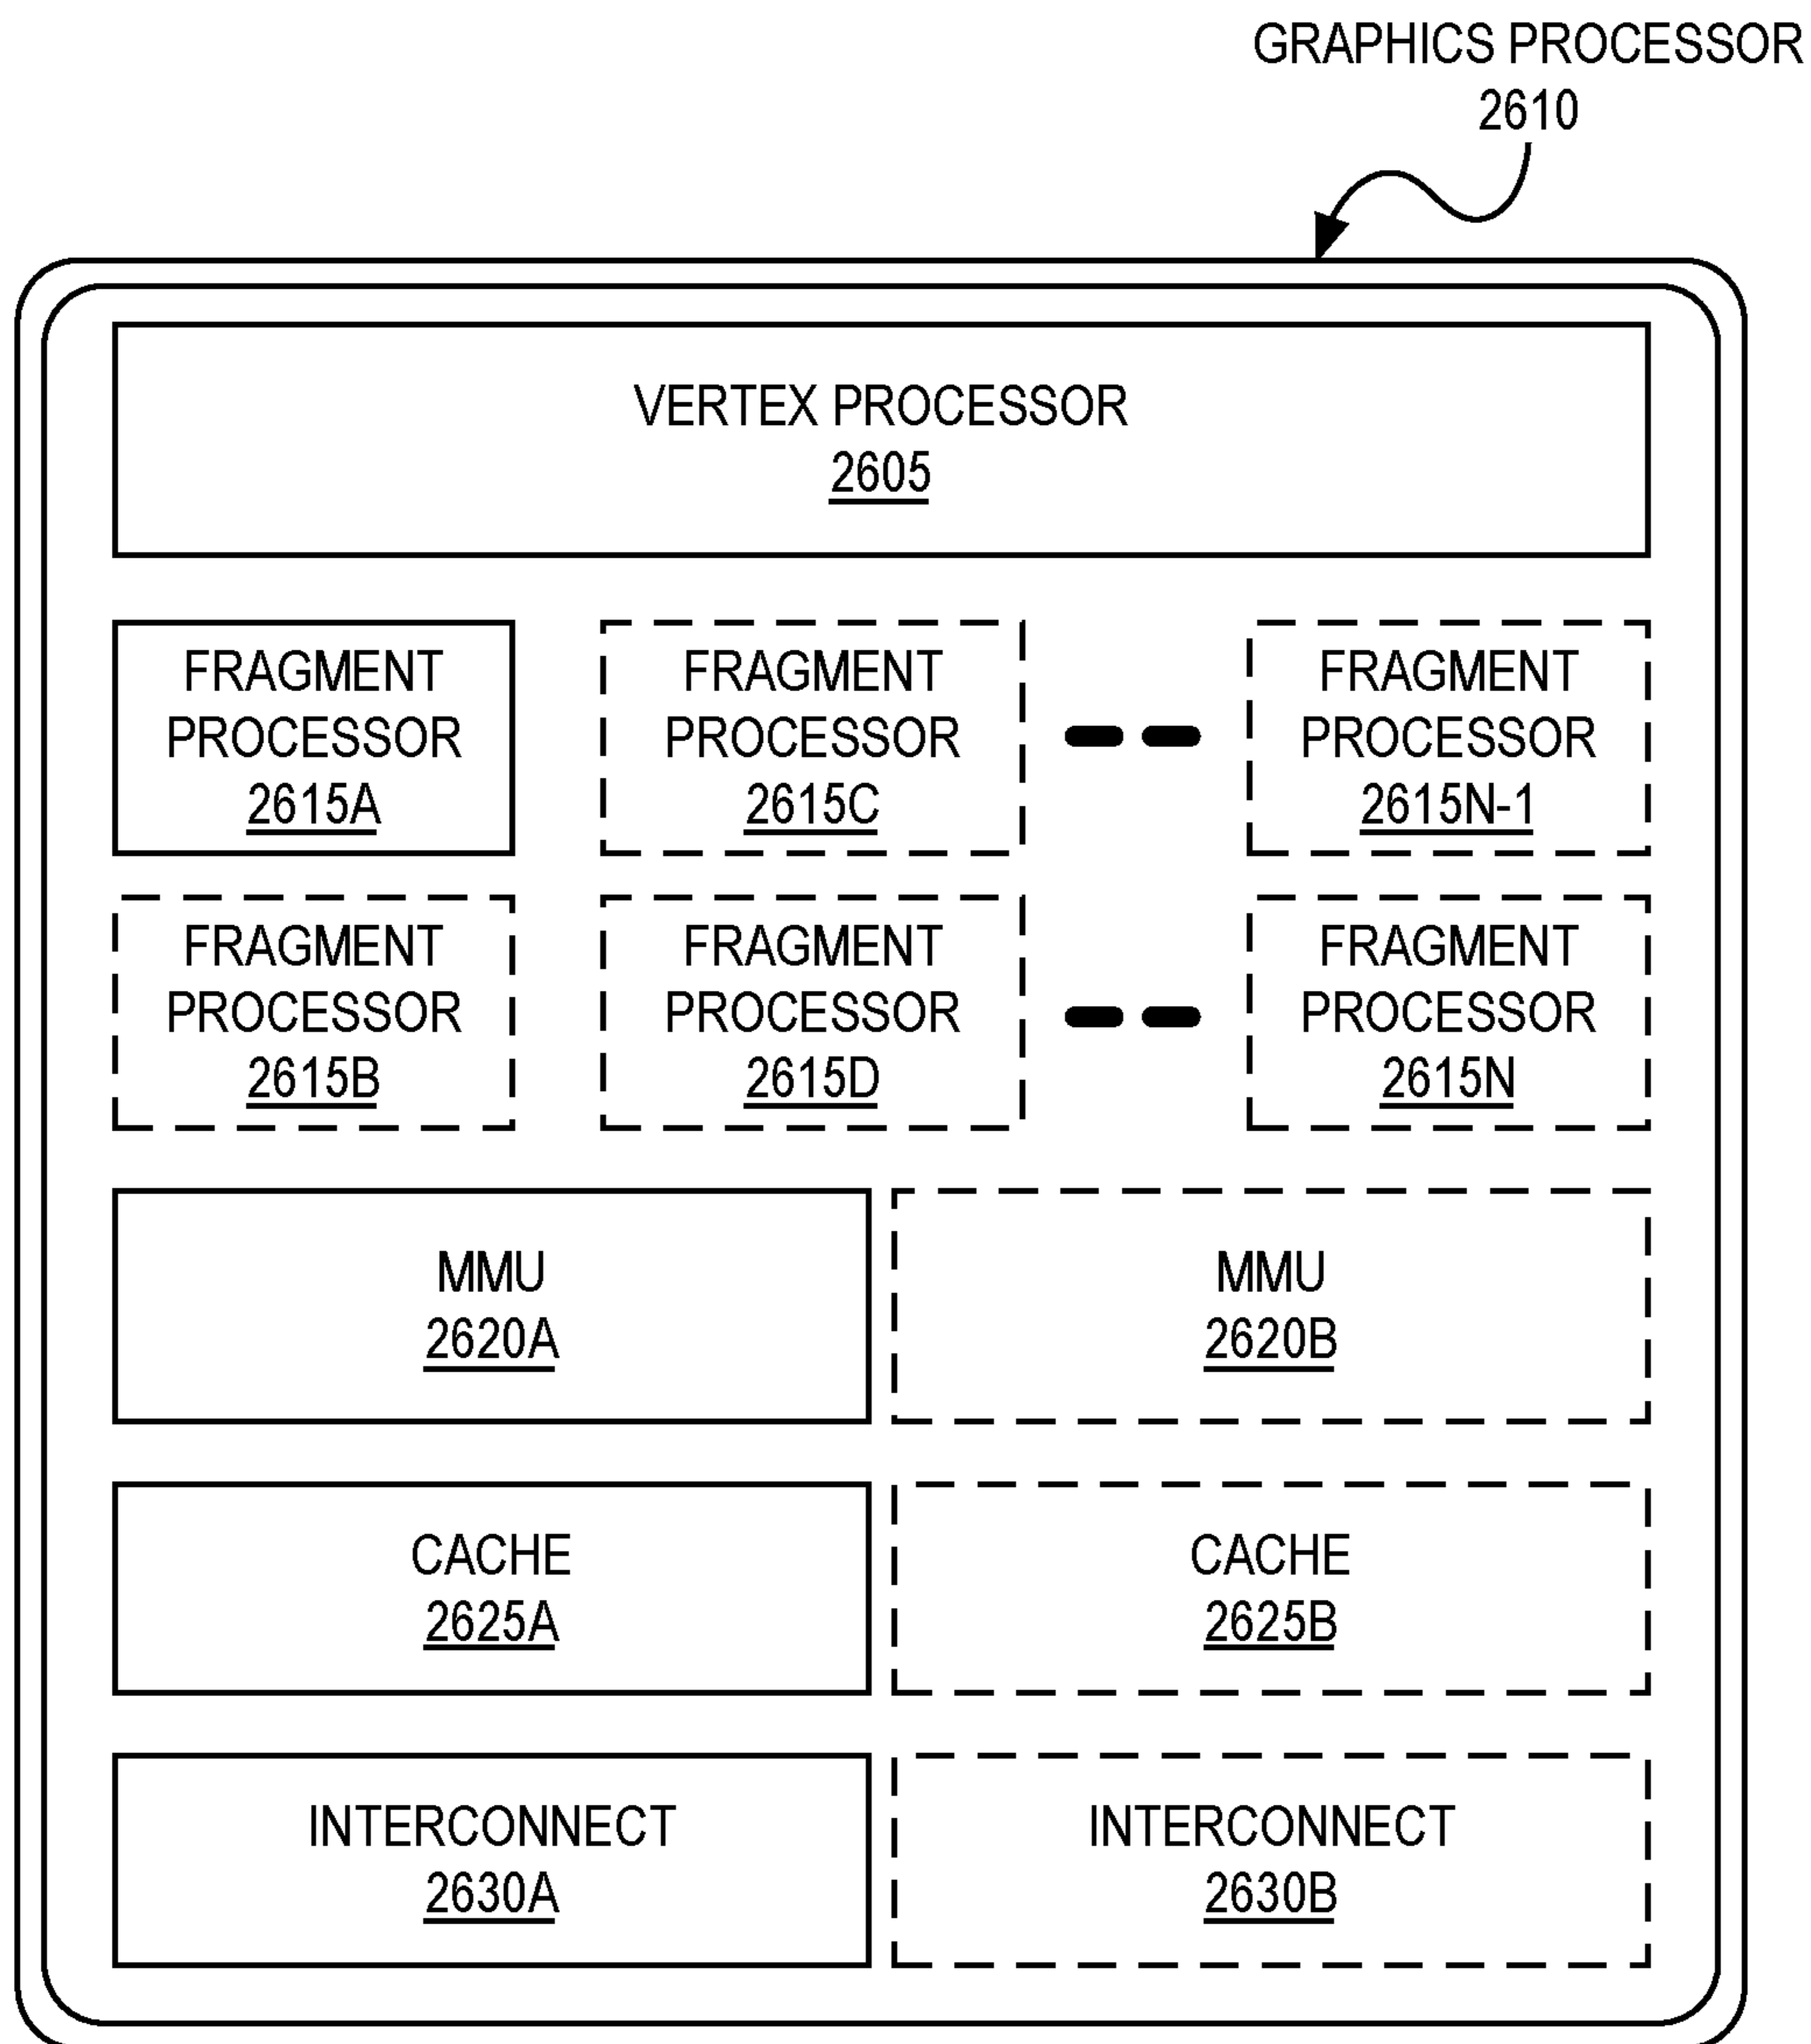 GRAPHICS PROCESSOR
2610
VERTEX PROCESSOR
2605
FRAGMENT
PROCESSOR
2615A
FRAGMENT
PROCESSOR
2615C
FRAGMENT
PROCESSOR
2615N-1
FRAGMENT
PROCESSOR
2615B
FRAGMENT
PROCESSOR
2615D
FRAGMENT
PROCESSOR
2615N
MMU
2620A
MMU
2620B
CACHE
2625A
CACHE
2625B
INTERCONNECT
2630A
INTERCONNECT
2630B